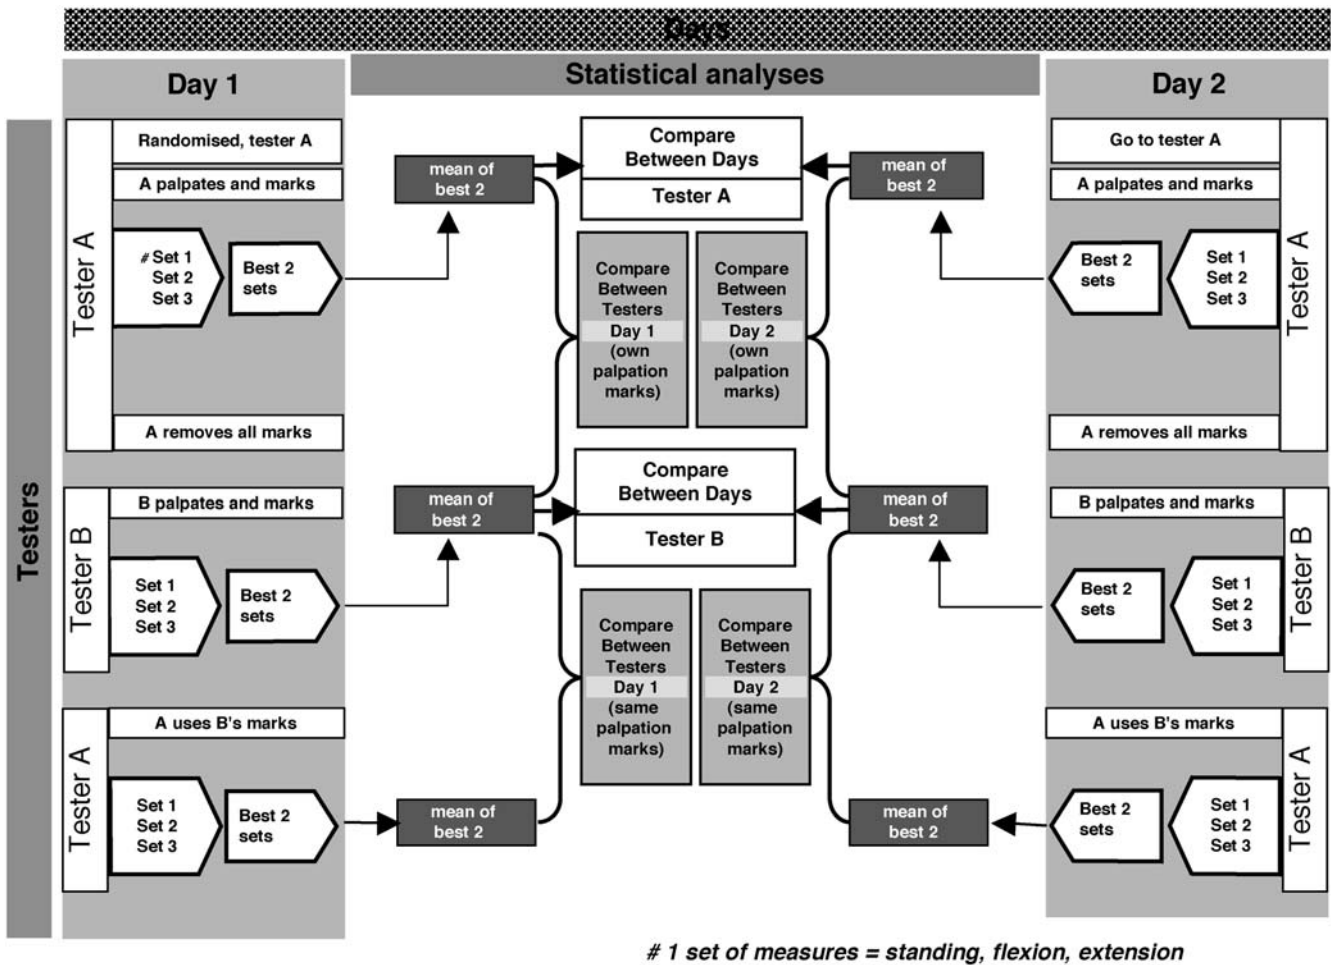 Days
Day 1
Statistical analyses
Day 2
Testers
Tester A
Randomised, tester A
A palpates and marks
# Set 1
Set 2
Set 3
Best 2
sets
A removes all marks
Tester B
B palpates and marks
Set 1
Set 2
Set 3
Best 2
sets
Tester A
A uses B's marks
Set 1
Set 2
Set 3
Best 2
sets
mean of
best 2
mean of
best 2
mean of
best 2
Compare
Between Days
Tester A
Compare
Between
Testers
Day 1
(own
palpation
marks)
Compare
Between
Testers
Day 2
(own
palpation
marks)
Compare
Between Days
Tester B
Compare
Between
Testers
Day 1
(same
palpation
marks)
Compare
Between
Testers
Day 2
(same
palpation
marks)
mean of
best 2
mean of
best 2
mean of
best 2
Go to tester A
A palpates and marks
Best 2
sets
Set 1
Set 2
Set 3
Tester A
A removes all marks
B palpates and marks
Best 2
sets
Set 1
Set 2
Set 3
Tester B
A uses B's marks
Best 2
sets
Set 1
Set 2
Set 3
Tester A
# 1 set of measures = standing, flexion, extension